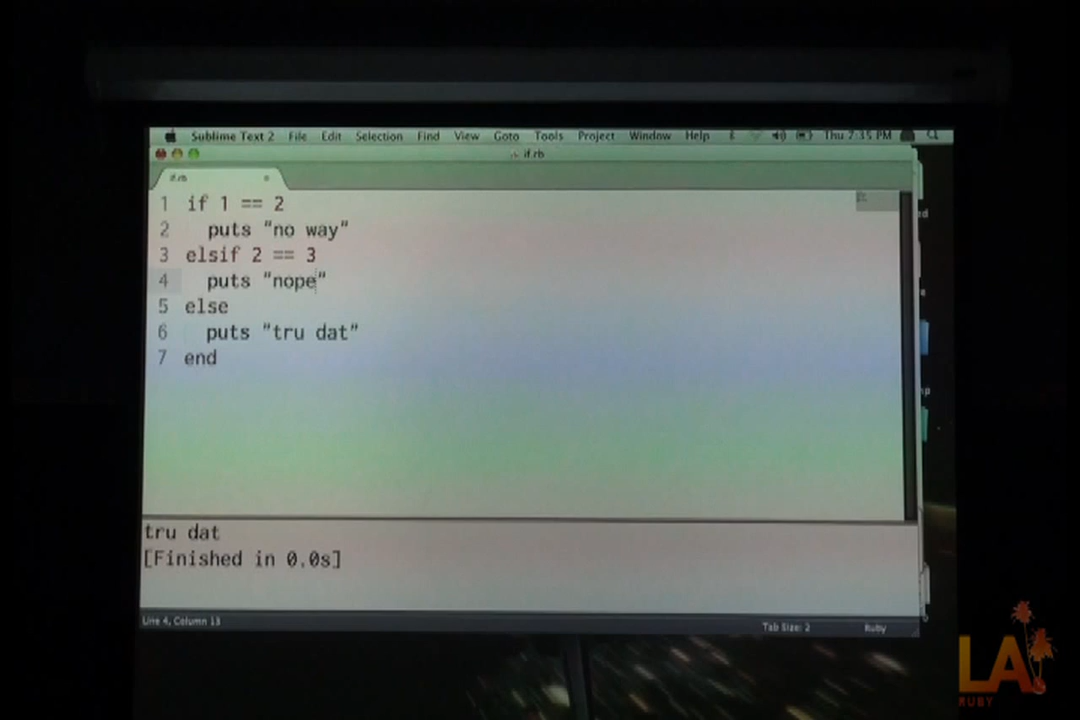 Sublime Text 2 File Edit Selection Find View Goto Tools Project Window Help Thu 7:35 PM
if.rb
if.rb
1 if 1 == 2
2 puts "no way"
3 elsif 2 == 3
4 puts "nope"
5 else
6 puts "tru dat"
7 end
tru dat
[Finished in 0.0s]
Line 4, Column 13
Tab Size: 2 Ruby
LA
RUBY